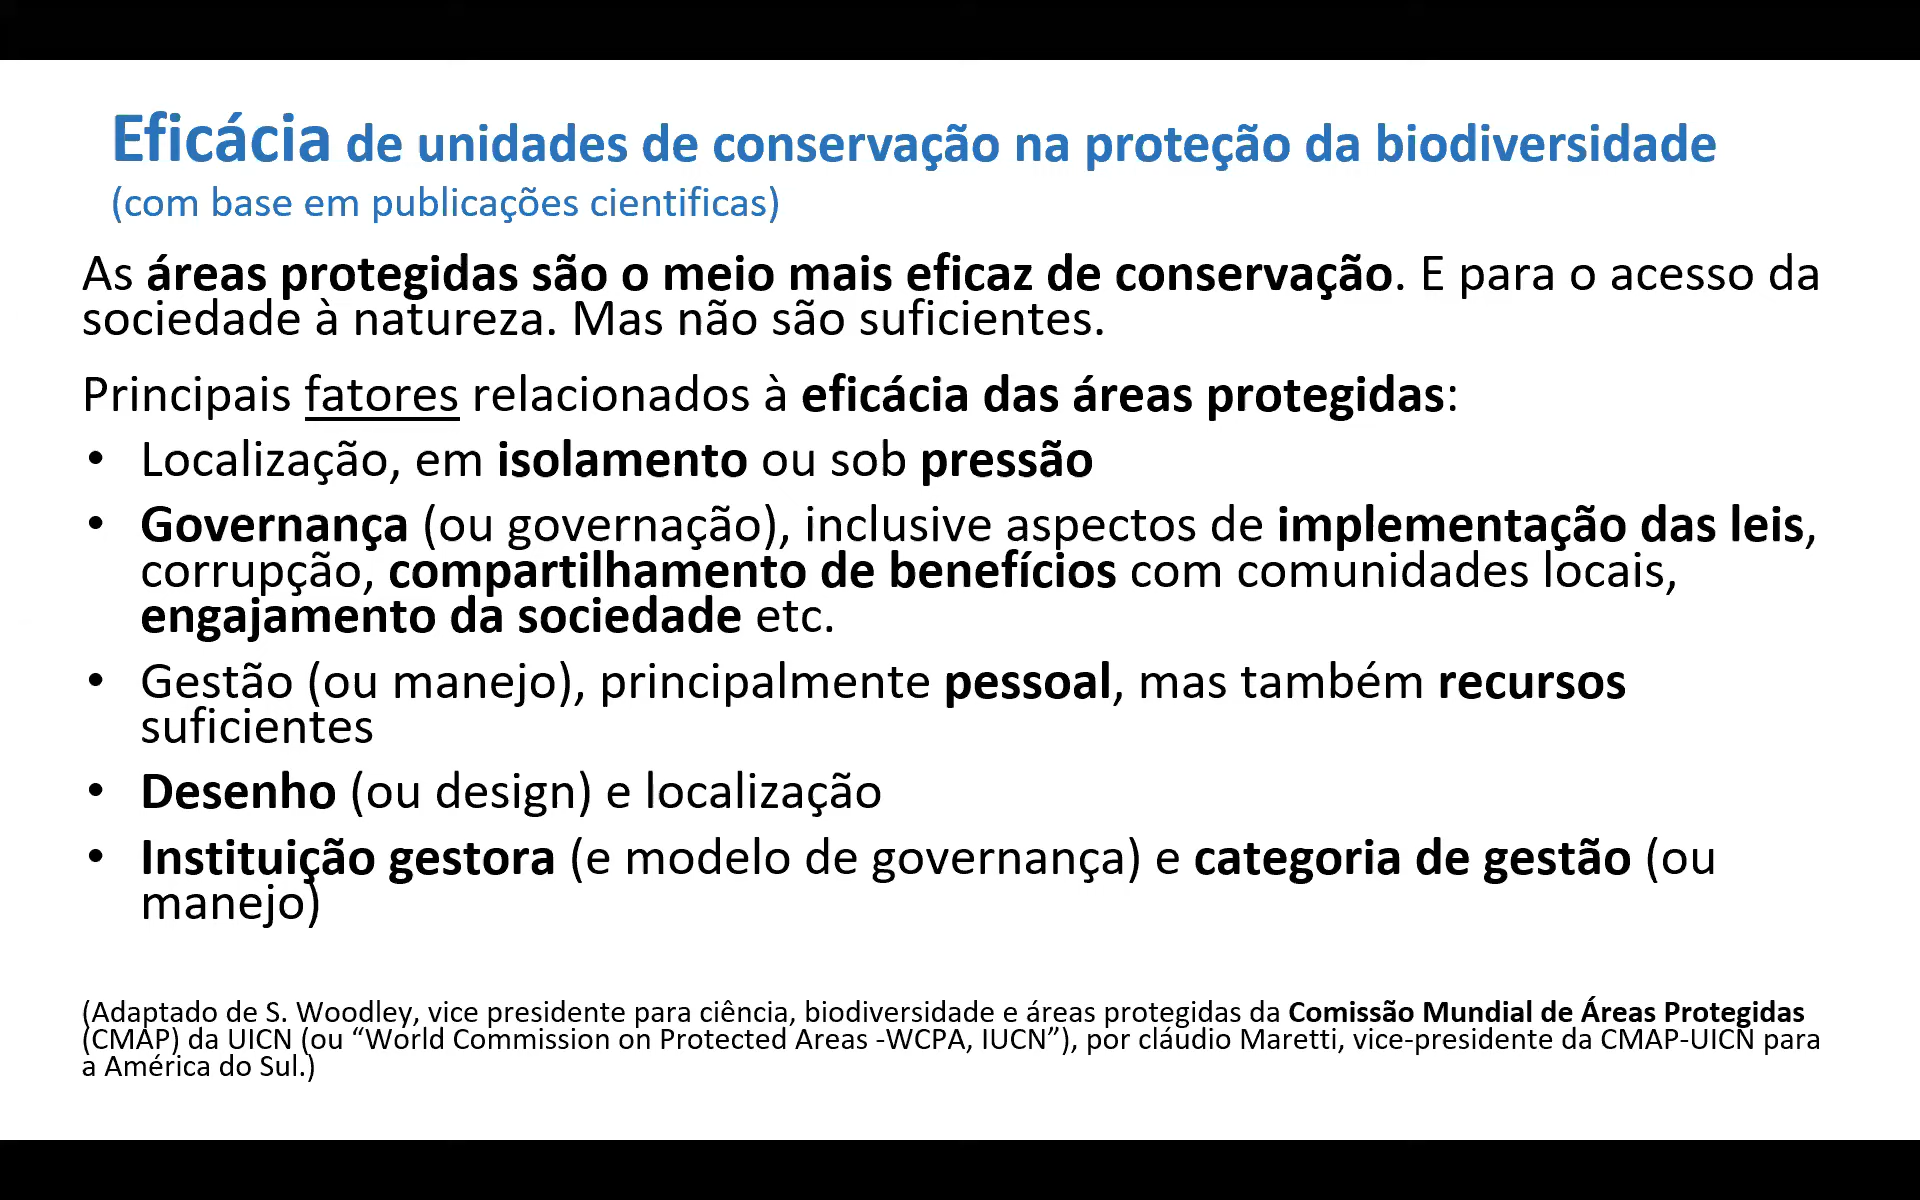 Eficácia de unidades de conservação na proteção da biodiversidade
(com base em publicações cientificas)
As áreas protegidas são o meio mais eficaz de conservação. E para o acesso da
sociedade à natureza. Mas não são suficientes.
Principais fatores relacionados à eficácia das áreas protegidas:
• Localização, em isolamento ou sob pressão
• Governança (ou governação), inclusive aspectos de implementação das leis,
corrupção, compartilhamento de benefícios com comunidades locais,
engajamento da sociedade etc.
• Gestão (ou manejo), principalmente pessoal, mas também recursos
suficientes
• Desenho (ou design) e localização
• Instituição gestora (e modelo de governança) e categoria de gestão (ou
manejo)
(Adaptado de S. Woodley, vice presidente para ciência, biodiversidade e áreas protegidas da Comissão Mundial de Áreas Protegidas
(CMAP) da UICN (ou “World Commission on Protected Areas -WCPA, IUCN”), por cláudio Maretti, vice-presidente da CMAP-UICN para
a América do Sul.)